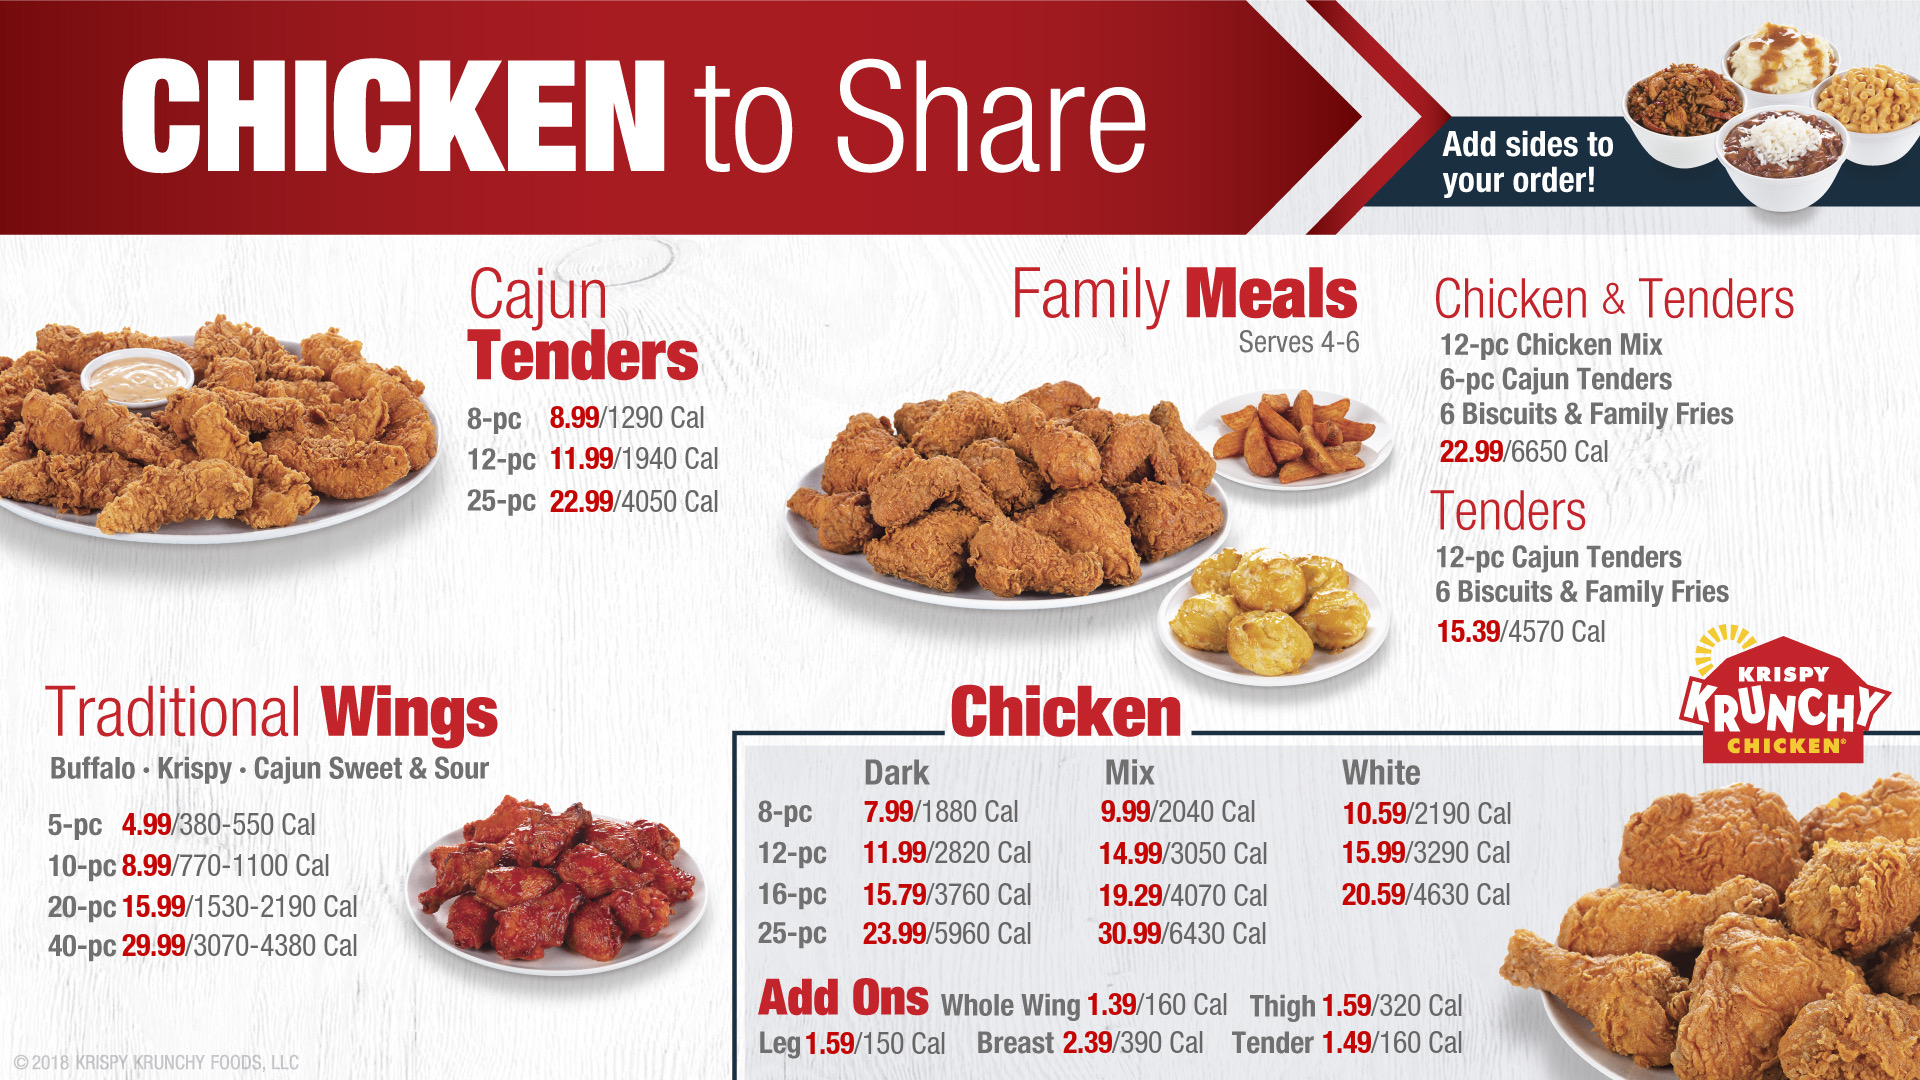 CHICKEN to Share
Add sides to
your order!
Cajun
Tenders
8-pc 8.99/1290 Cal
12-pc 11.99/1940 Cal
25-pc 22.99/4050 Cal
Family Meals
Serves 4-6
Chicken & Tenders
12-pc Chicken Mix
6-pc Cajun Tenders
6 Biscuits & Family Fries
22.99/6650 Cal
Tenders
12-pc Cajun Tenders
6 Biscuits & Family Fries
15.39/4570 Cal
KRISPY
KRUNCHY
CHICKEN®
Traditional Wings
Buffalo • Krispy • Cajun Sweet & Sour
5-pc 4.99/380-550 Cal
10-pc 8.99/770-1100 Cal
20-pc 15.99/1530-2190 Cal
40-pc 29.99/3070-4380 Cal
Chicken
Dark Mix White
8-pc 7.99/1880 Cal 9.99/2040 Cal 10.59/2190 Cal
12-pc 11.99/2820 Cal 14.99/3050 Cal 15.99/3290 Cal
16-pc 15.79/3760 Cal 19.29/4070 Cal 20.59/4630 Cal
25-pc 23.99/5960 Cal 30.99/6430 Cal
Add Ons Whole Wing 1.39/160 Cal Thigh 1.59/320 Cal
Leg 1.59/150 Cal Breast 2.39/390 Cal Tender 1.49/160 Cal
© 2018 KRISPY KRUNCHY FOODS, LLC